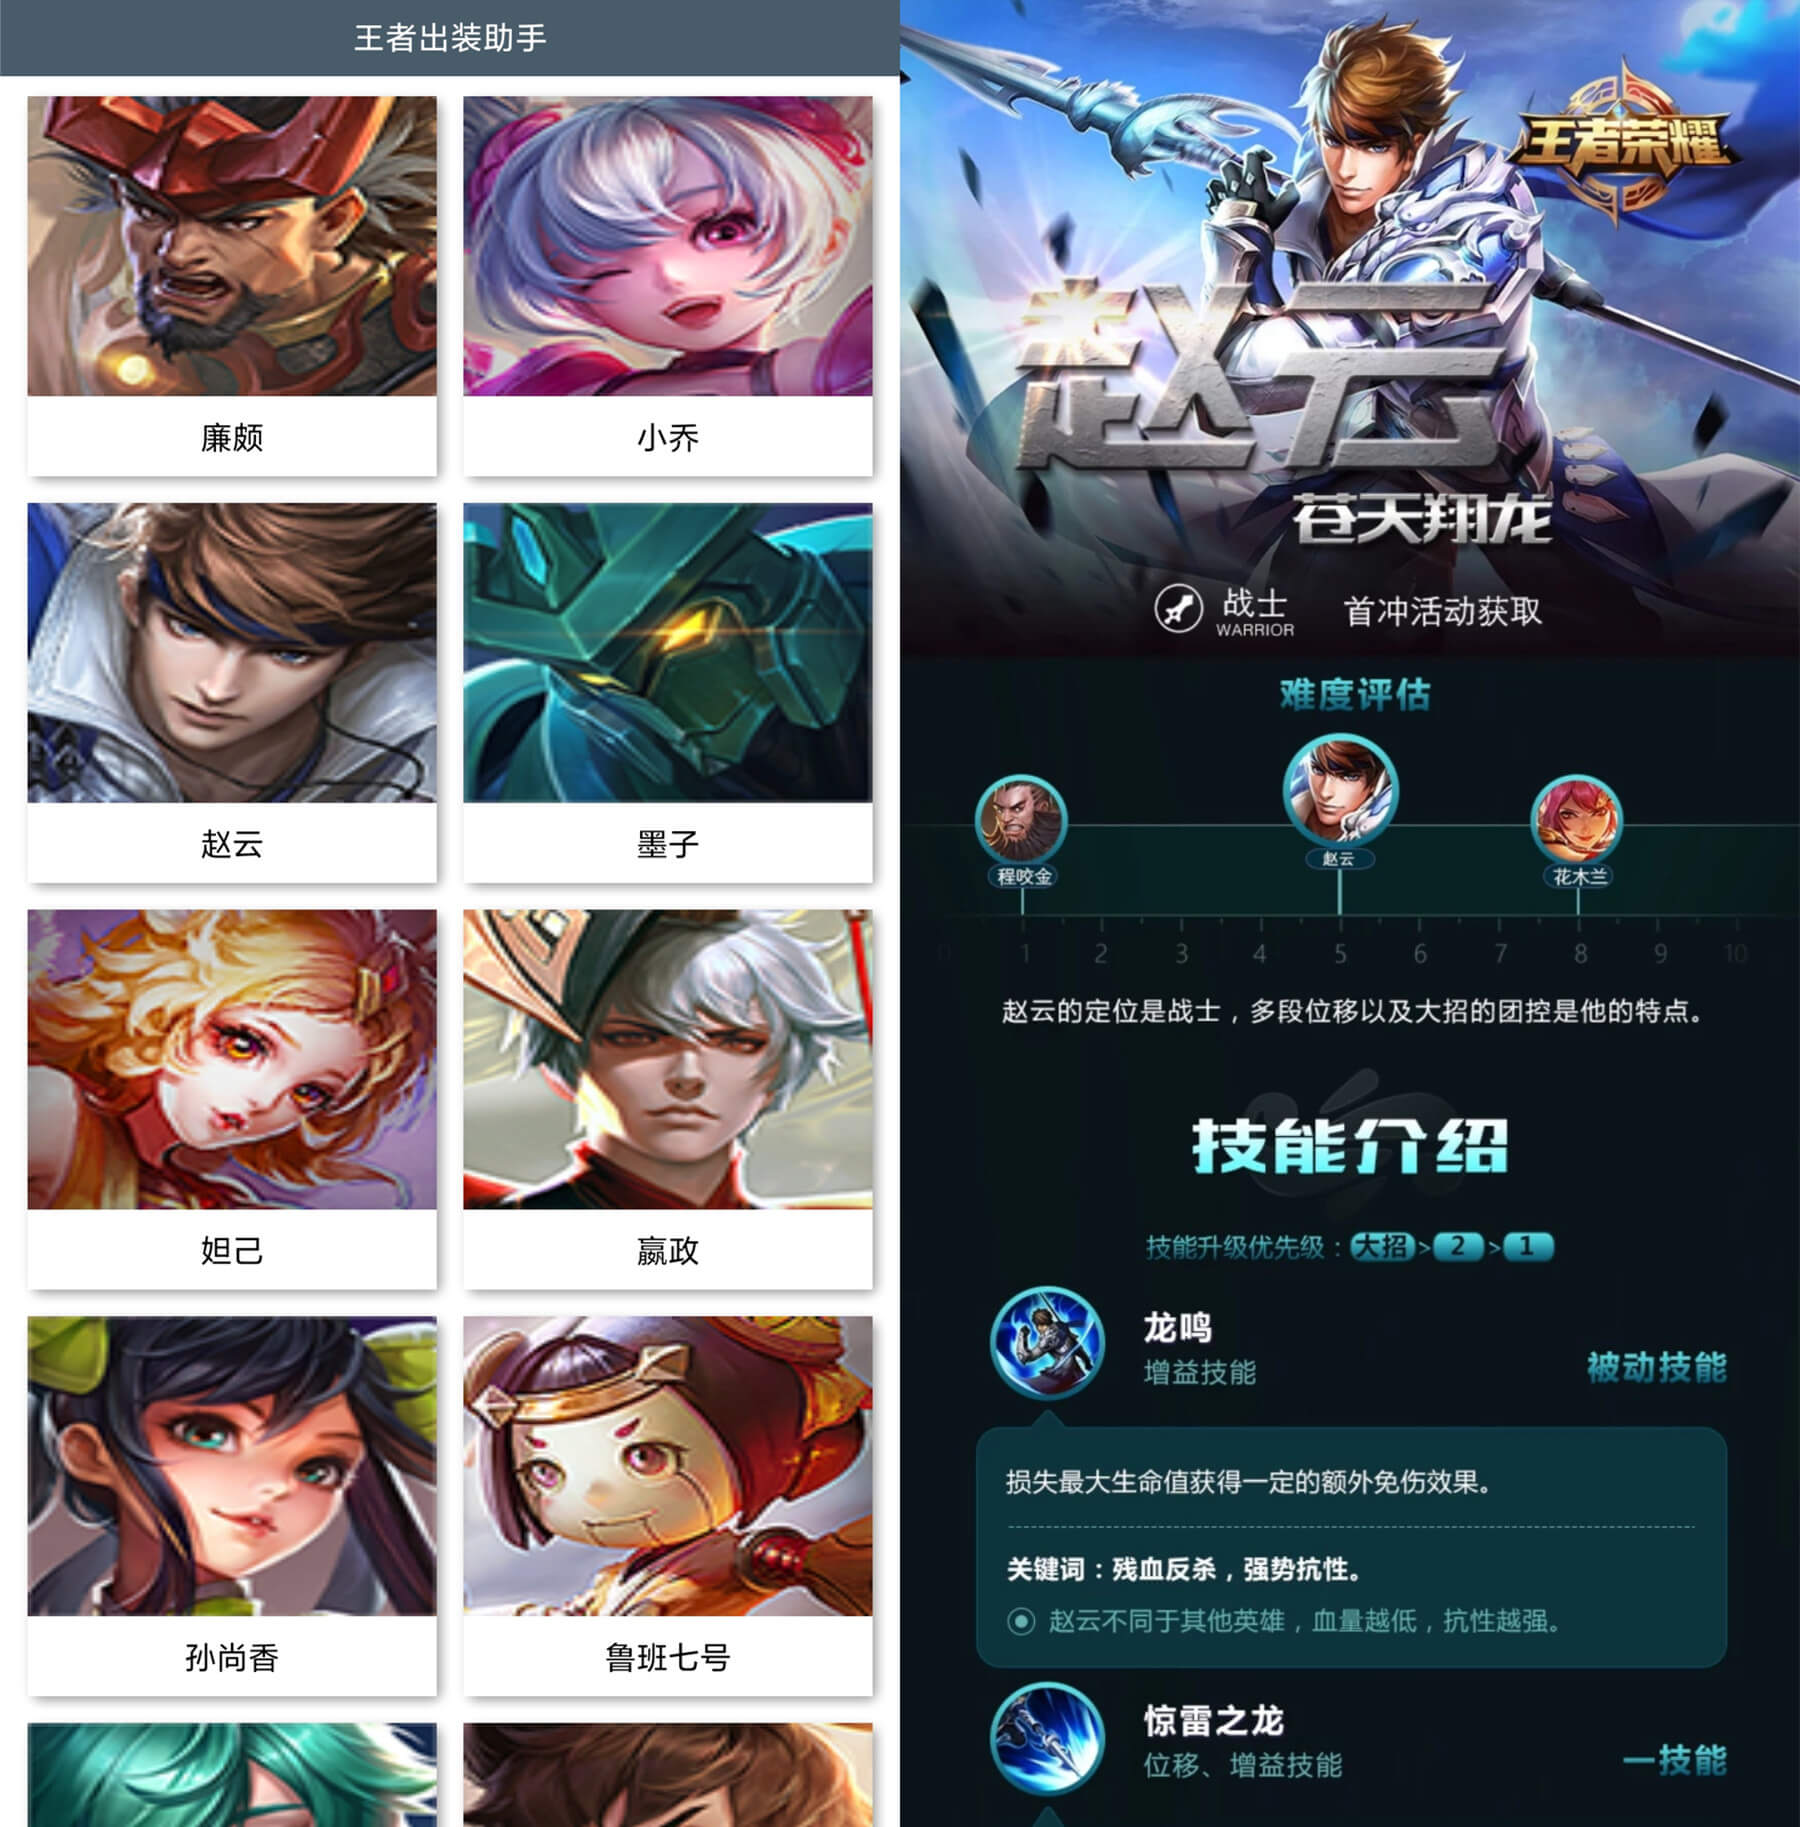 王者出装助手
廉颇
小乔
赵云
墨子
妲己
嬴政
孙尚香
鲁班七号
王者荣耀
赵云
苍天翔龙
战士
WARRIOR
首冲活动获取
难度评估
程咬金
赵云
花木兰
0 1 2 3 4 5 6 7 8 9 10
赵云的定位是战士，多段位移以及大招的团控是他的特点。
技能介绍
技能升级优先级：大招>2>1
龙鸣
增益技能
被动技能
损失最大生命值获得一定的额外免伤效果。
关键词：残血反杀，强势抗性。
赵云不同于其他英雄，血量越低，抗性越强。
惊雷之龙
位移、增益技能
一技能